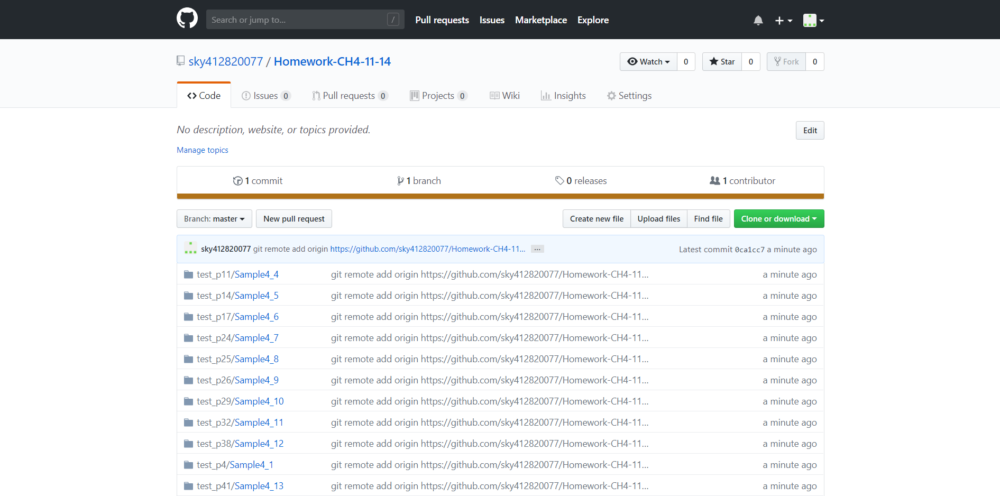 Search or jump to... / Pull requests Issues Marketplace Explore
sky412820077 / Homework-CH4-11-14 Watch 0 Star 0 Fork 0
Code Issues 0 Pull requests 0 Projects 0 Wiki Insights Settings
No description, website, or topics provided. Edit
Manage topics
1 commit 1 branch 0 releases 1 contributor
Branch: master New pull request Create new file Upload files Find file Clone or download
sky412820077 git remote add origin https://github.com/sky412820077/Homework-CH4-11... ... Latest commit 0ca1cc7 a minute ago
test_p11/Sample4_4 git remote add origin https://github.com/sky412820077/Homework-CH4-11... a minute ago
test_p14/Sample4_5 git remote add origin https://github.com/sky412820077/Homework-CH4-11... a minute ago
test_p17/Sample4_6 git remote add origin https://github.com/sky412820077/Homework-CH4-11... a minute ago
test_p24/Sample4_7 git remote add origin https://github.com/sky412820077/Homework-CH4-11... a minute ago
test_p25/Sample4_8 git remote add origin https://github.com/sky412820077/Homework-CH4-11... a minute ago
test_p26/Sample4_9 git remote add origin https://github.com/sky412820077/Homework-CH4-11... a minute ago
test_p29/Sample4_10 git remote add origin https://github.com/sky412820077/Homework-CH4-11... a minute ago
test_p32/Sample4_11 git remote add origin https://github.com/sky412820077/Homework-CH4-11... a minute ago
test_p38/Sample4_12 git remote add origin https://github.com/sky412820077/Homework-CH4-11... a minute ago
test_p4/Sample4_1 git remote add origin https://github.com/sky412820077/Homework-CH4-11... a minute ago
test_p41/Sample4_13 git remote add origin https://github.com/sky412820077/Homework-CH4-11... a minute ago